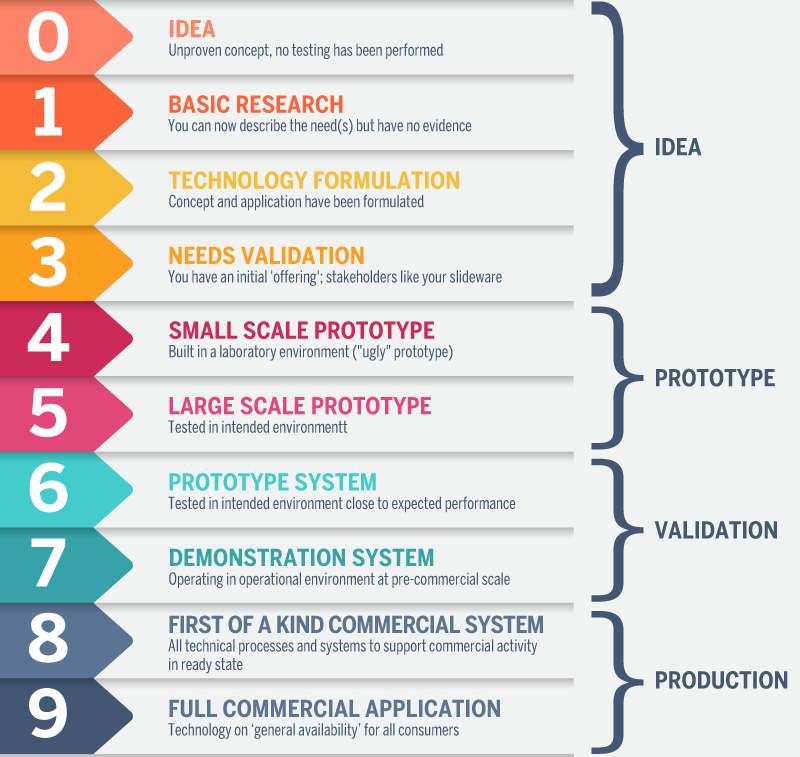 0
IDEA
Unproven concept, no testing has been performed
1
BASIC RESEARCH
You can now describe the need(s) but have no evidence
2
TECHNOLOGY FORMULATION
Concept and application have been formulated
3
NEEDS VALIDATION
You have an initial 'offering'; stakeholders like your slideware
IDEA
4
SMALL SCALE PROTOTYPE
Built in a laboratory environment ("ugly" prototype)
5
LARGE SCALE PROTOTYPE
Tested in intended environmentt
PROTOTYPE
6
PROTOTYPE SYSTEM
Tested in intended environment close to expected performance
7
DEMONSTRATION SYSTEM
Operating in operational environment at pre-commercial scale
VALIDATION
8
FIRST OF A KIND COMMERCIAL SYSTEM
All technical processes and systems to support commercial activity
in ready state
9
FULL COMMERCIAL APPLICATION
Technology on ‘general availability’ for all consumers
PRODUCTION